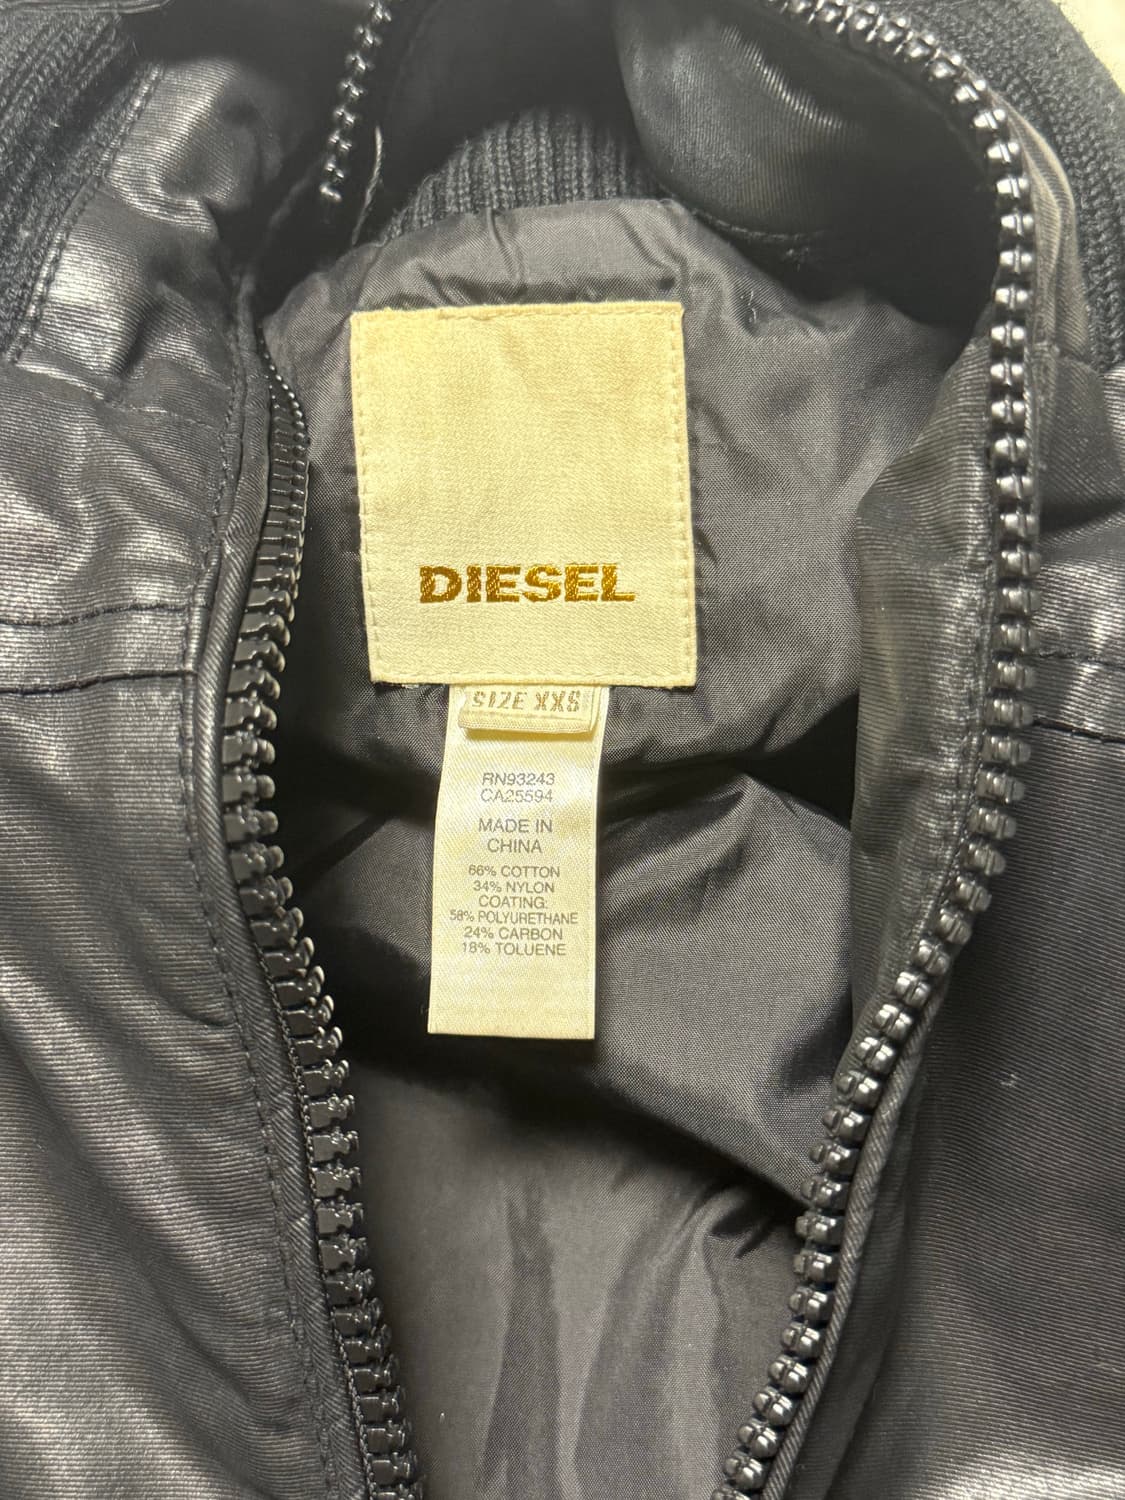 DIESEL
SIZE XXS
RN93243
CA25594
MADE IN
CHINA
66% COTTON
34% NYLON
COATING:
58% POLYURETHANE
24% CARBON
18% TOLUENE